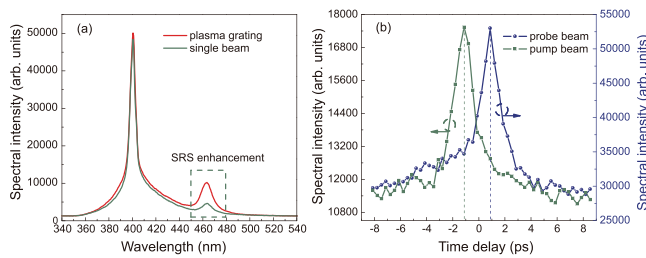 (a)
plasma grating
single beam
SRS enhancement
Spectral intensity (arb. units)
50000
40000
30000
20000
10000
0
340 360 380 400 420 440 460 480 500 520 540
Wavelength (nm)
(b)
probe beam
pump beam
Spectral intensity (arb. units)
18000
17600
15600
14400
13200
12000
10800
-8 -6 -4 -2 0 2 4 6 8
Time delay (ps)
55000
50000
45000
40000
35000
30000
25000
Spectral intensity (arb. units)